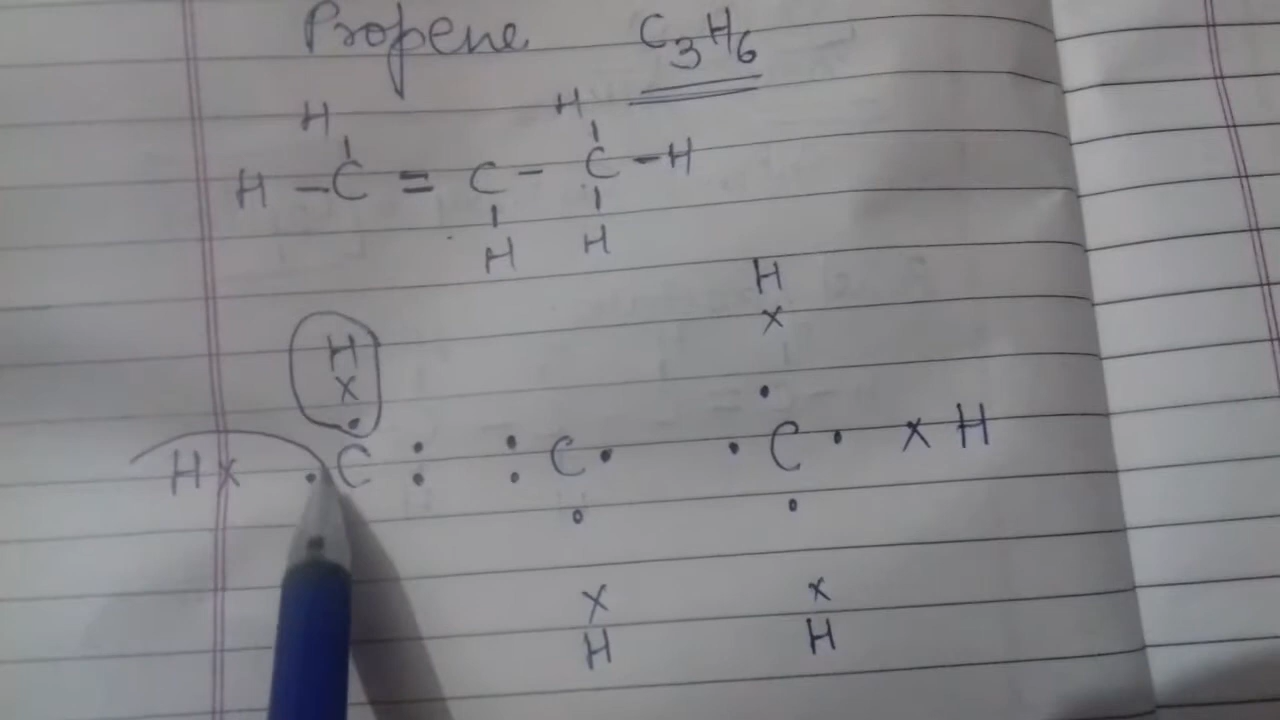 Propene C3H6
H H
H - C = C - C - H
H H
H
x
H
x
H x . C : : C . . C . x H
x x
H H